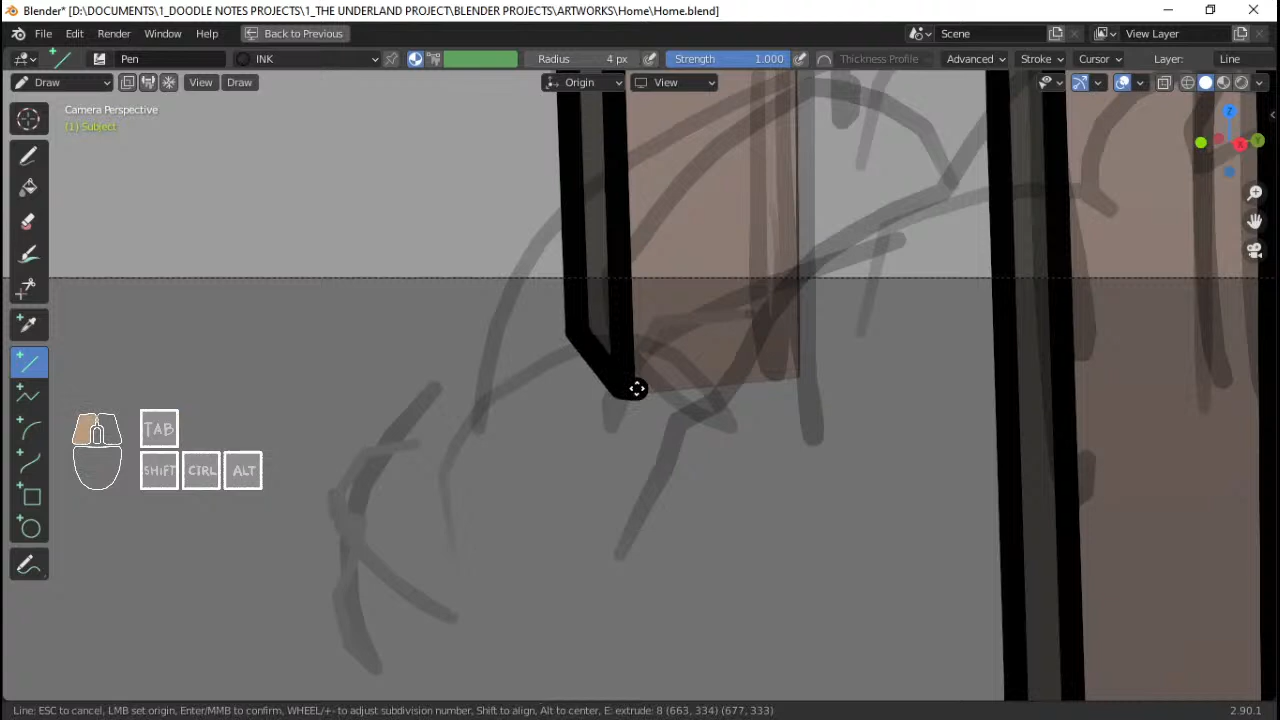 Blender* [D:\DOCUMENTS\1_DOODLE NOTES PROJECTS\1_THE UNDERLAND PROJECT\BLENDER PROJECTS\ARTWORKS\Home\Home.blend]
File Edit Render Window Help Back to Previous Scene View Layer
Pen INK Radius 4 px Strength 1.000 Thickness Profile Advanced Stroke Cursor Layer: Line
Draw View Draw Origin View
Camera Perspective
(1) Subject
Z
Y
X
TAB
SHiFT CTRL ALT
Line: ESC to cancel, LMB set origin, Enter/MMB to confirm, WHEEL/+- to adjust subdivision number, Shift to align, Alt to center, E: extrude: 8 (663, 334) (677, 333) 2.90.1